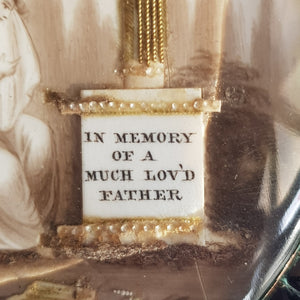 IN MEMORY
OF A
MUCH LOV'D
FATHER